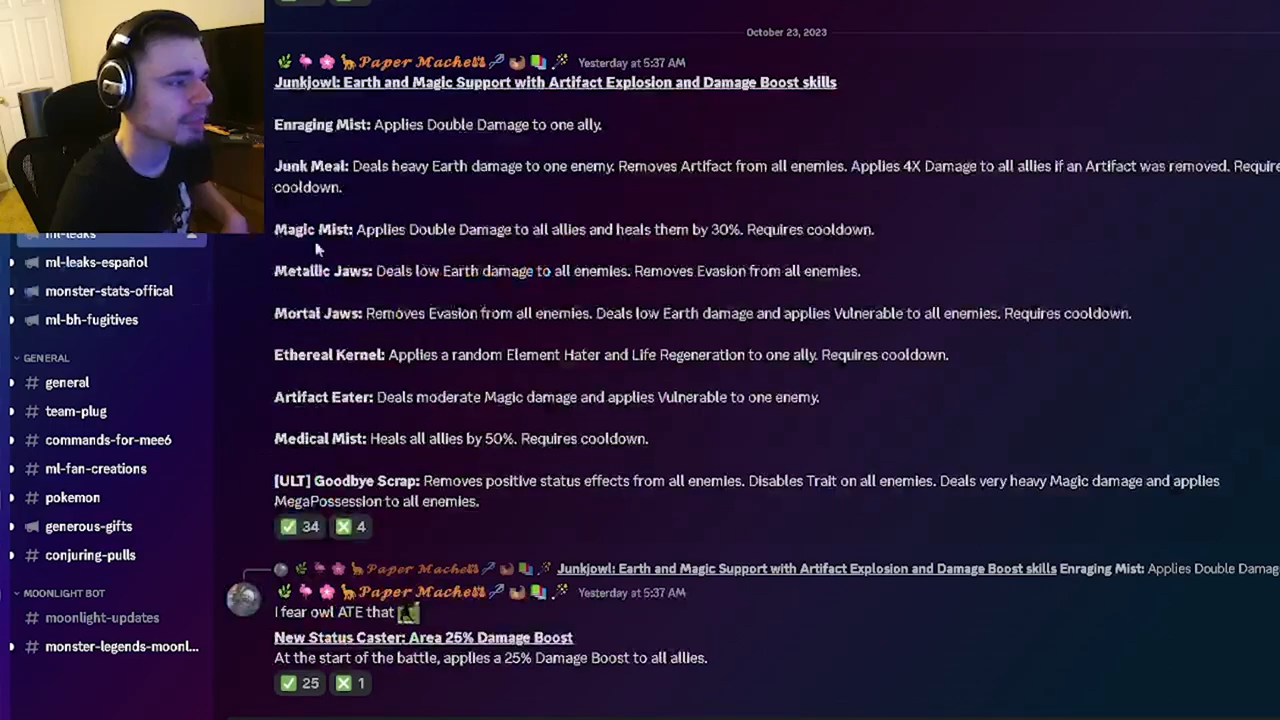 October 23, 2023
Paper Mache Yesterday at 5:37 AM
Junkjowl: Earth and Magic Support with Artifact Explosion and Damage Boost skills
Enraging Mist: Applies Double Damage to one ally.
Junk Meal: Deals heavy Earth damage to one enemy. Removes Artifact from all enemies. Applies 4X Damage to all allies if an Artifact was removed. Require
cooldown.
ml-leaks
Magic Mist: Applies Double Damage to all allies and heals them by 30%. Requires cooldown.
ml-leaks-español
Metallic Jaws: Deals low Earth damage to all enemies. Removes Evasion from all enemies.
monster-stats-offical
Mortal Jaws: Removes Evasion from all enemies. Deals low Earth damage and applies Vulnerable to all enemies. Requires cooldown.
ml-bh-fugitives
GENERAL
Ethereal Kernel: Applies a random Element Hater and Life Regeneration to one ally. Requires cooldown.
# general
Artifact Eater: Deals moderate Magic damage and applies Vulnerable to one enemy.
# team-plug
Medical Mist: Heals all allies by 50%. Requires cooldown.
# commands-for-mee6
# ml-fan-creations
[ULT] Goodbye Scrap: Removes positive status effects from all enemies. Disables Trait on all enemies. Deals very heavy Magic damage and applies
MegaPossession to all enemies.
# pokemon
generous-gifts
34 4
# conjuring-pulls
Paper Mache Junkjowl: Earth and Magic Support with Artifact Explosion and Damage Boost skills Enraging Mist: Applies Double Damag
MOONLIGHT BOT
Paper Mache Yesterday at 5:37 AM
I fear owl ATE that
# moonlight-updates
New Status Caster: Area 25% Damage Boost
# monster-legends-moonl...
At the start of the battle, applies a 25% Damage Boost to all allies.
25 1